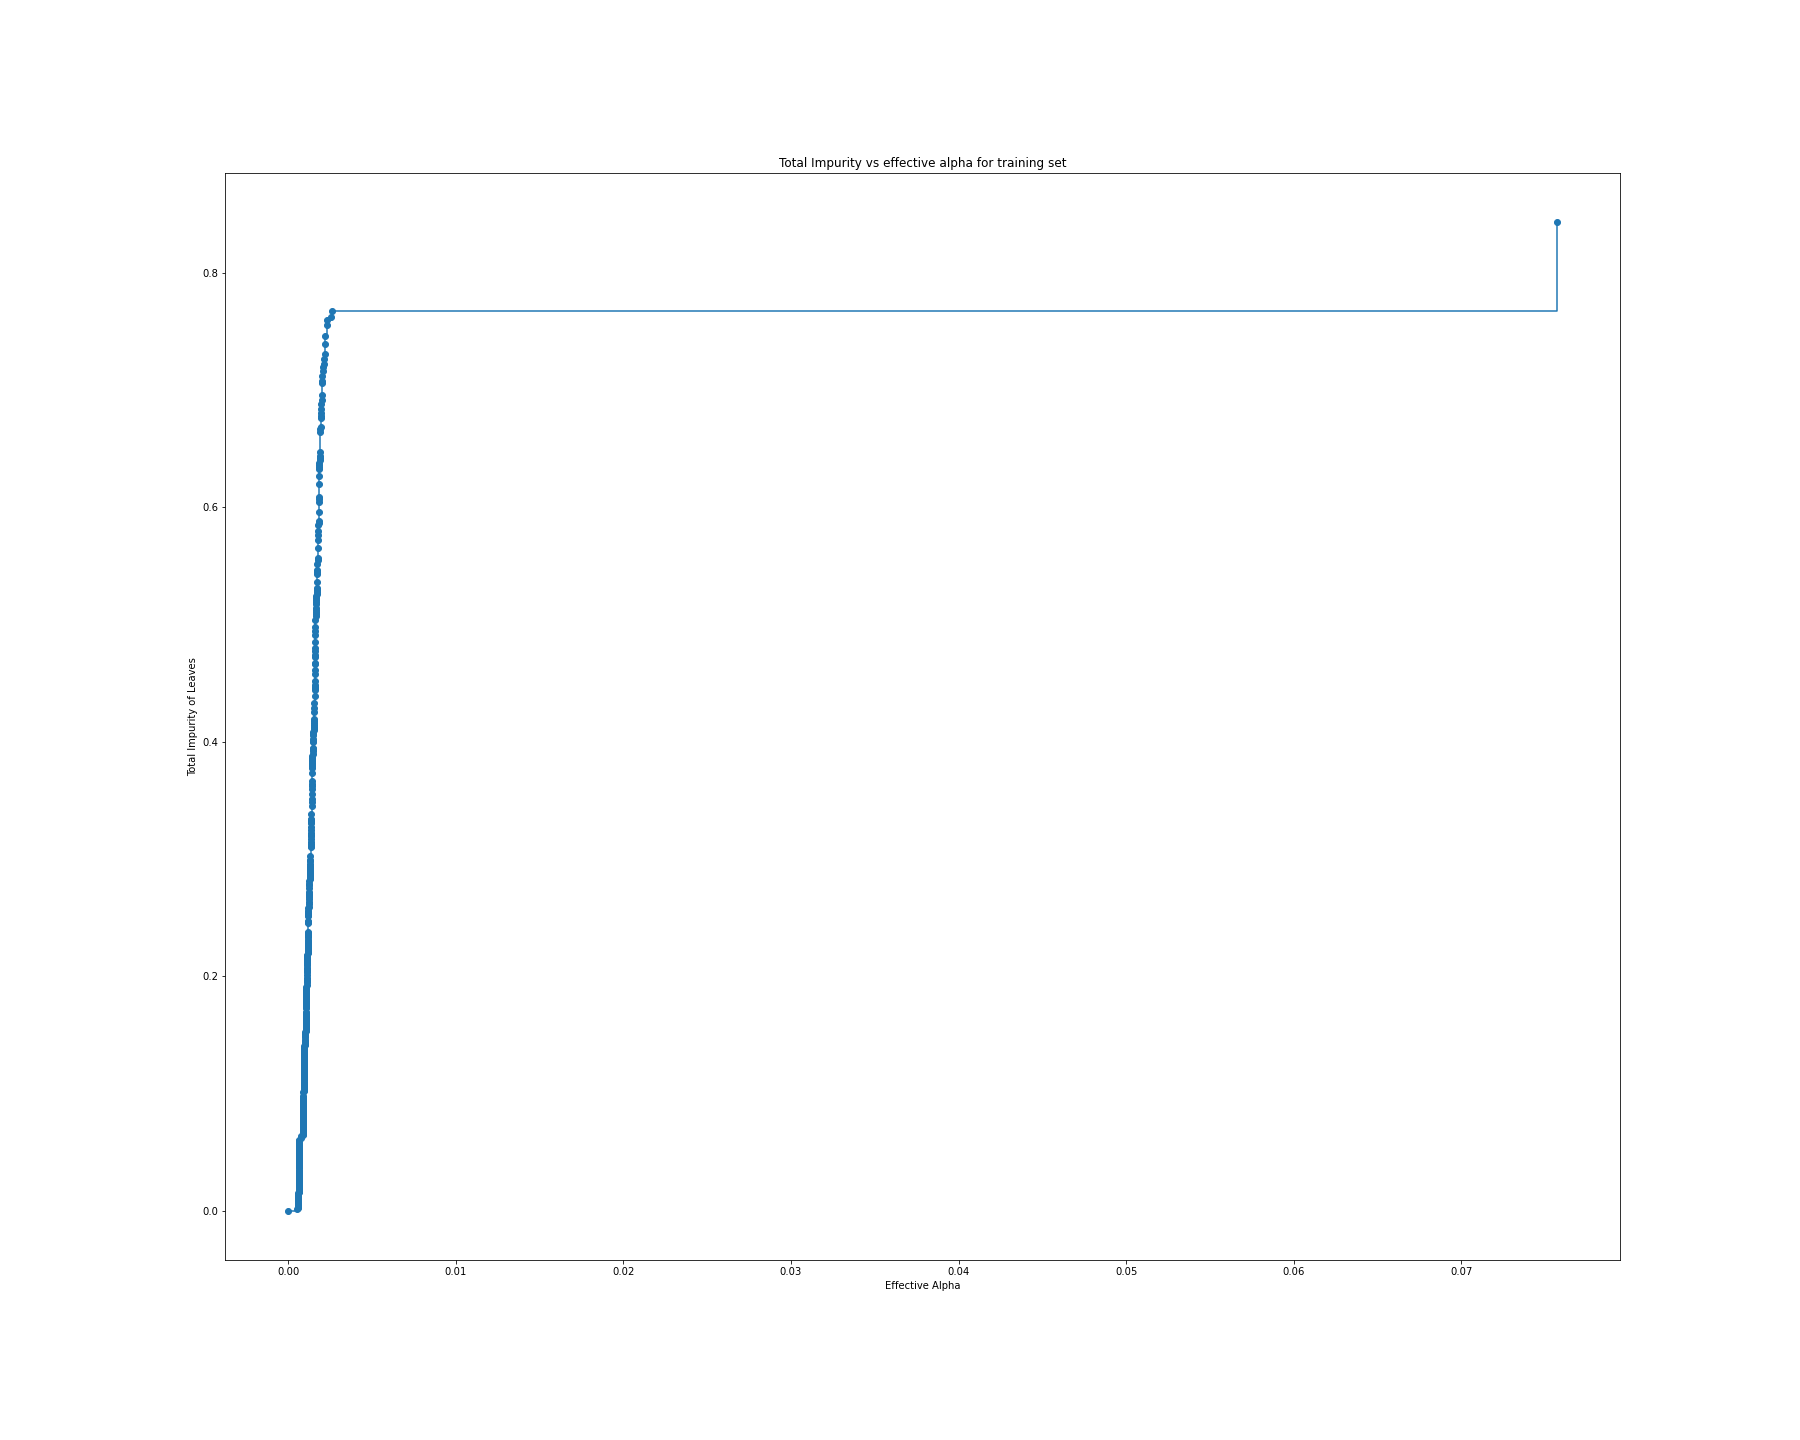 Total Impurity vs effective alpha for training set
0.8
0.6
0.4
0.2
0.0
Total Impurity of Leaves
0.00 0.01 0.02 0.03 0.04 0.05 0.06 0.07
Effective Alpha